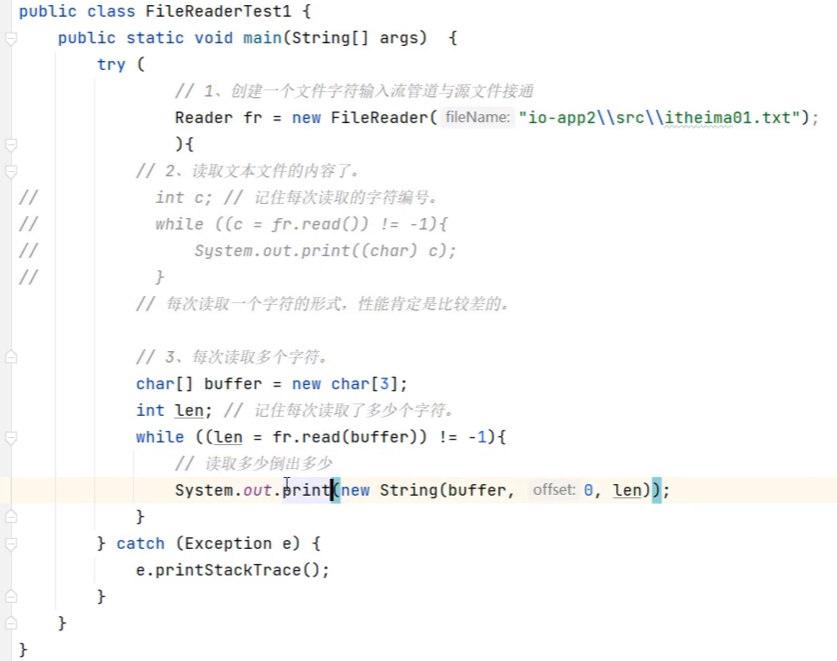 public class FileReaderTest1 {
public static void main(String[] args)  {
try (
// 1、创建一个文件字符输入流管道与源文件接通
Reader fr = new FileReader( fileName: "io-app2\\src\\itheima01.txt");
){
// 2、读取文本文件的内容了。
//            int c; // 记住每次读取的字符编号。
//            while ((c = fr.read()) != -1){
//                System.out.print((char) c);
//            }
// 每次读取一个字符的形式，性能肯定是比较差的。
// 3、每次读取多个字符。
char[] buffer = new char[3];
int len; // 记住每次读取了多少个字符。
while ((len = fr.read(buffer)) != -1){
// 读取多少倒出多少
System.out.print(new String(buffer, offset: 0, len));
}
} catch (Exception e) {
e.printStackTrace();
}
}
}